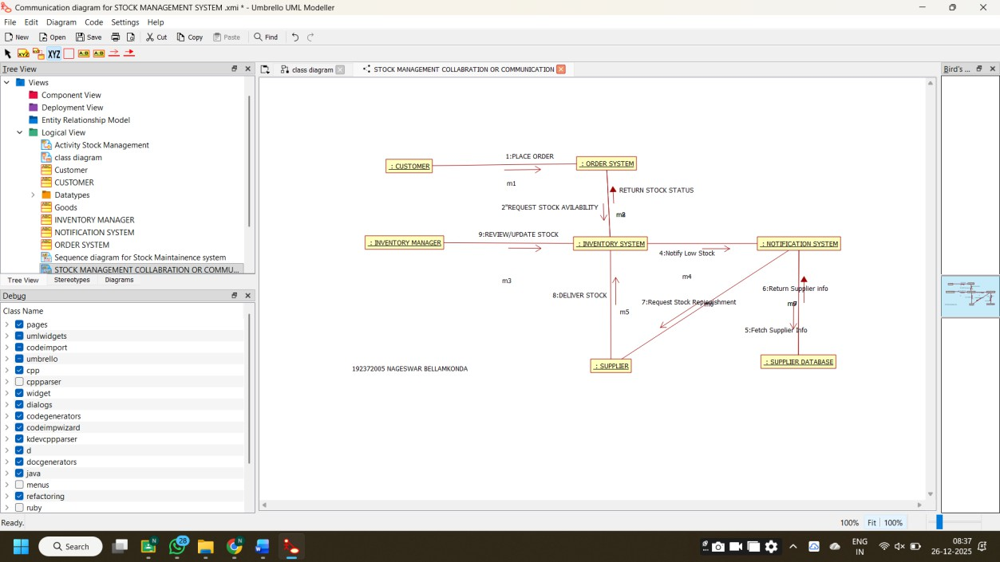 Communication diagram for STOCK MANAGEMENT SYSTEM .xmi * - Umbrello UML Modeller
File Edit Diagram Code Settings Help
New Open Save Cut Copy Paste Find
XYZ XYZ XYZ A:B A:B
Tree View
class diagram
STOCK MANAGEMENT COLLABRATION OR COMMUNICATION
Bird's ...
Views
Component View
Deployment View
Entity Relationship Model
Logical View
Activity Stock Management
class diagram
Customer
CUSTOMER
Datatypes
Goods
INVENTORY MANAGER
NOTIFICATION SYSTEM
ORDER SYSTEM
Sequence diagram for Stock Maintainence system
STOCK MANAGEMENT COLLABRATION OR COMMU...
Tree View Stereotypes Diagrams
Debug
Class Name
pages
umlwidgets
codeimport
umbrello
cpp
cppparser
widget
dialogs
codegenerators
codeimpwizard
kdevcppparser
d
docgenerators
java
menus
refactoring
ruby
1:PLACE ORDER
: CUSTOMER
: ORDER SYSTEM
m1
RETURN STOCK STATUS
2"REQUEST STOCK AVILABILITY
9:REVIEW/UPDATE STOCK
: INVENTORY MANAGER
: INVENTORY SYSTEM
: NOTIFICATION SYSTEM
4:Notify Low Stock
m3
m4
6:Return Supplier info
8:DELIVER STOCK
7:Request Stock Replenishment
m5
5:Fetch Supplier Info
: SUPPLIER
: SUPPLIER DATABASE
192372005 NAGESWAR BELLAMKONDA
Ready.
100% Fit 100%
Search
28
N
N
ENG
IN
08:37
26-12-2025